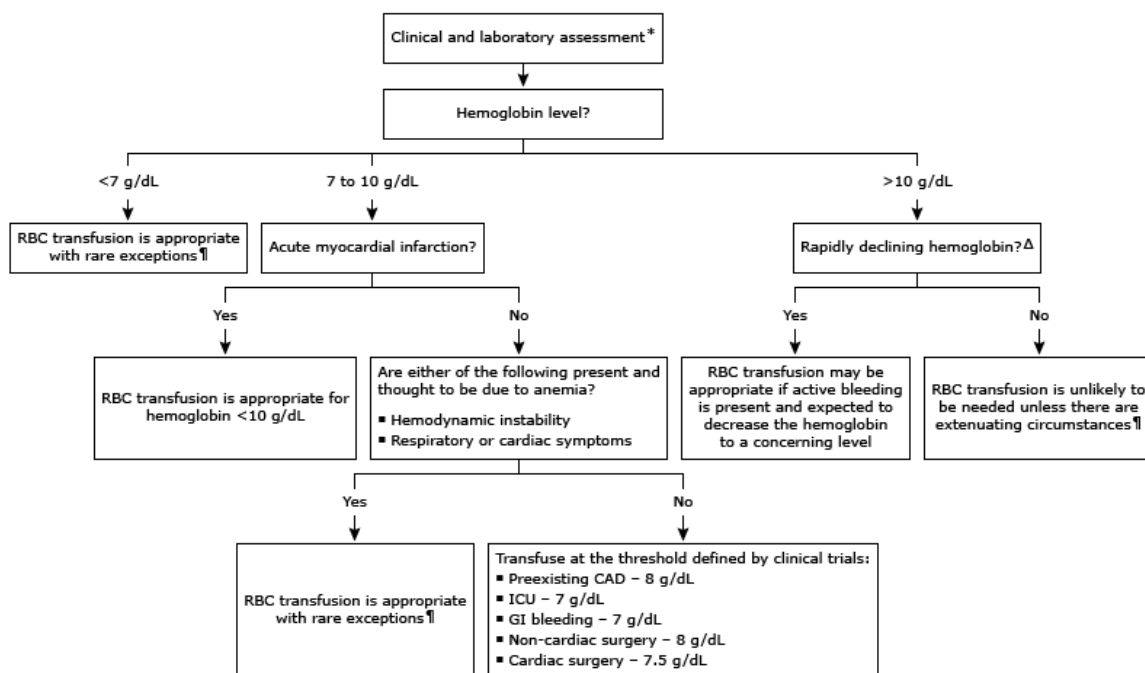 Clinical and laboratory assessment*
Hemoglobin level?
<7 g/dL
7 to 10 g/dL
>10 g/dL
RBC transfusion is appropriate
with rare exceptions¶
Acute myocardial infarction?
Rapidly declining hemoglobin?Δ
Yes
No
Yes
No
RBC transfusion is appropriate for
hemoglobin <10 g/dL
Are either of the following present and
thought to be due to anemia?
▪ Hemodynamic instability
▪ Respiratory or cardiac symptoms
RBC transfusion may be
appropriate if active bleeding
is present and expected to
decrease the hemoglobin
to a concerning level
RBC transfusion is unlikely to
be needed unless there are
extenuating circumstances¶
Yes
No
RBC transfusion is appropriate
with rare exceptions¶
Transfuse at the threshold defined by clinical trials:
▪ Preexisting CAD – 8 g/dL
▪ ICU – 7 g/dL
▪ GI bleeding – 7 g/dL
▪ Non-cardiac surgery – 8 g/dL
▪ Cardiac surgery – 7.5 g/dL